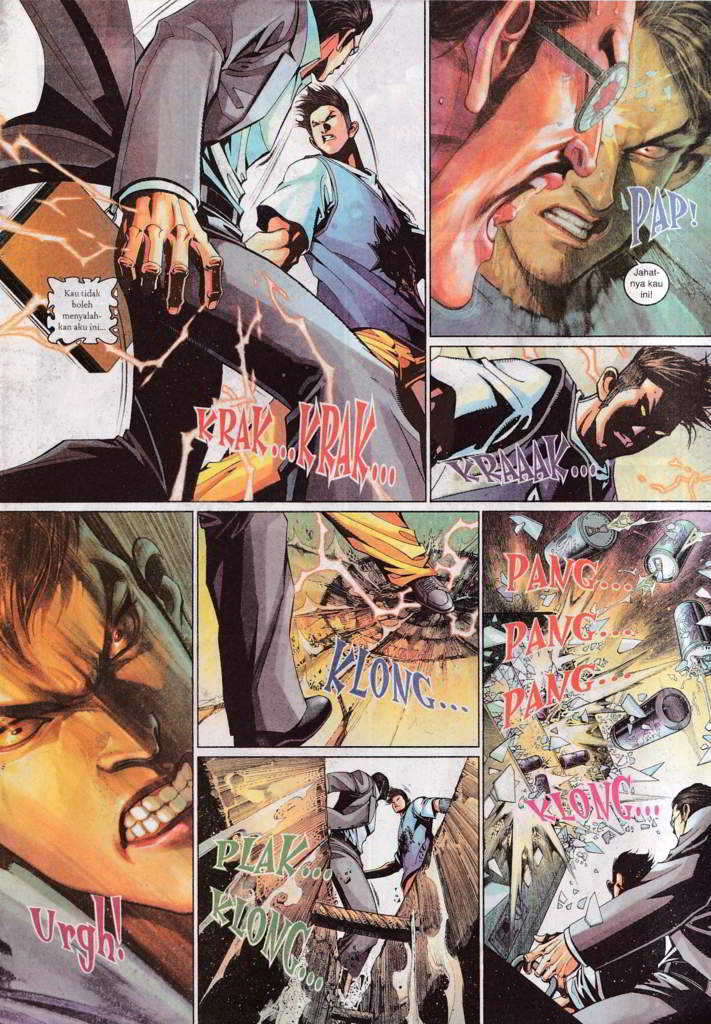 Kau tidak
boleh
menyalah-
kan aku ini...
KRAK...KRAK...
PAP!
Jahat-
nya kau
ini!
KRAAAK...
Urgh!
KLONG...
PLAK...
KLONG...
PANG...
PANG...
PANG...
KLONG...